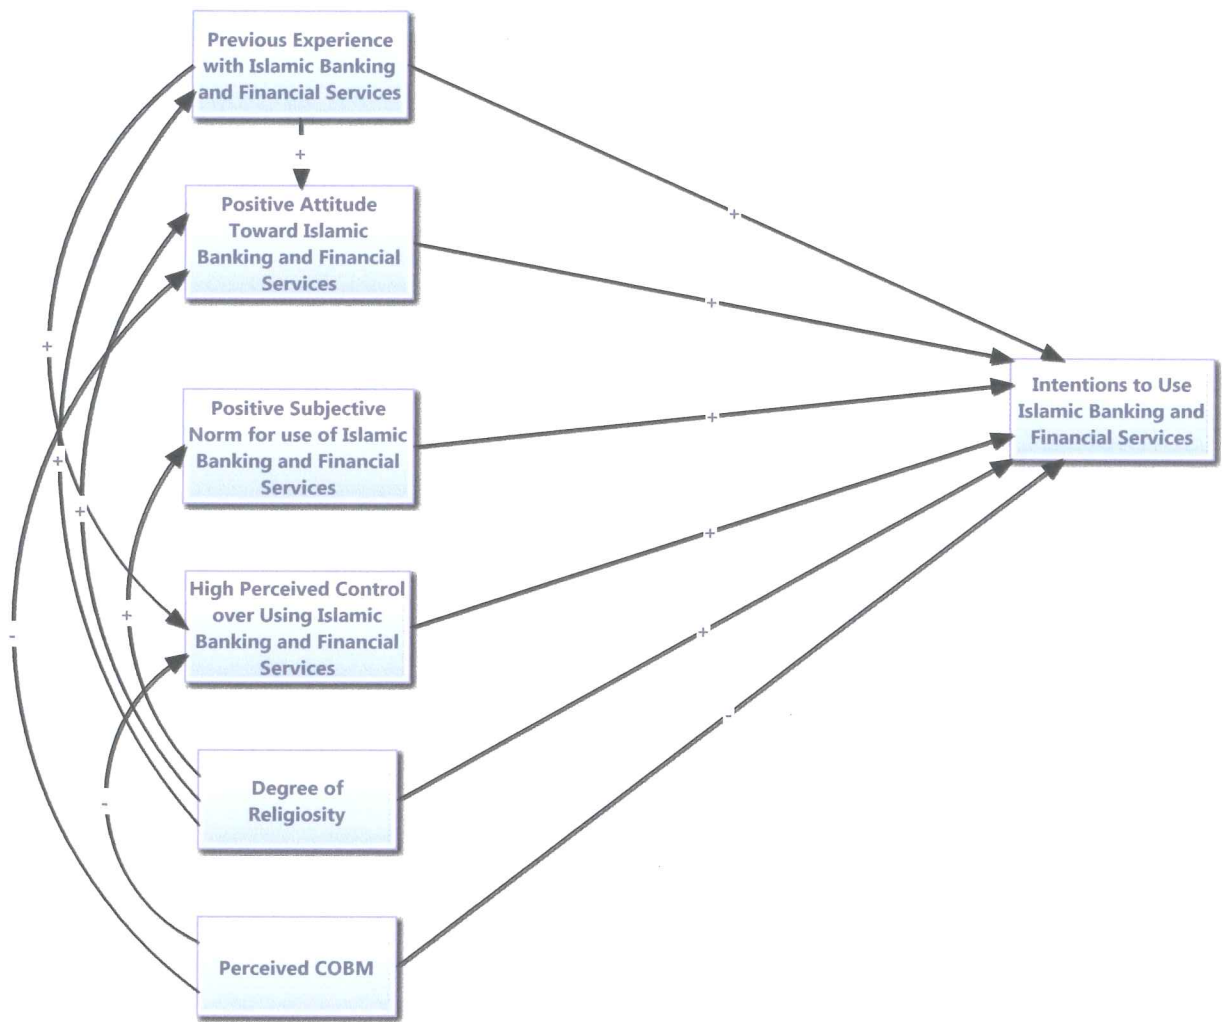 Previous Experience
with Islamic Banking
and Financial Services
+
Positive Attitude
Toward Islamic
Banking and Financial
Services
+
+
+
Positive Subjective
Norm for use of Islamic
Banking and Financial
Services
+
Intentions to Use
Islamic Banking and
Financial Services
+
+
+
High Perceived Control
over Using Islamic
Banking and Financial
Services
+
-
+
-
-
Degree of
Religiosity
Perceived COBM